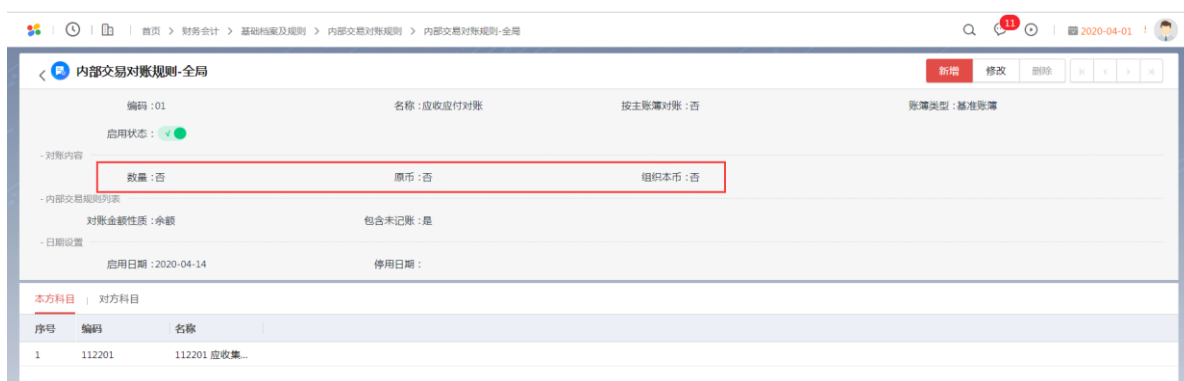 首页 > 财务会计 > 基础档案及规则 > 内部交易对账规则 > 内部交易对账规则-全局 11 2020-04-01
内部交易对账规则-全局 新增 修改 删除
编码 :01 名称 :应收应付对账 按主账簿对账 :否 账簿类型 :基准账簿
启用状态 :
- 对账内容
数量 :否 原币 :否 组织本币 :否
- 内部交易规则列表
对账金额性质 :余额 包含未记账 :是
- 日期设置
启用日期 :2020-04-14 停用日期 :
本方科目 | 对方科目
序号 编码 名称
1 112201 112201 应收集...